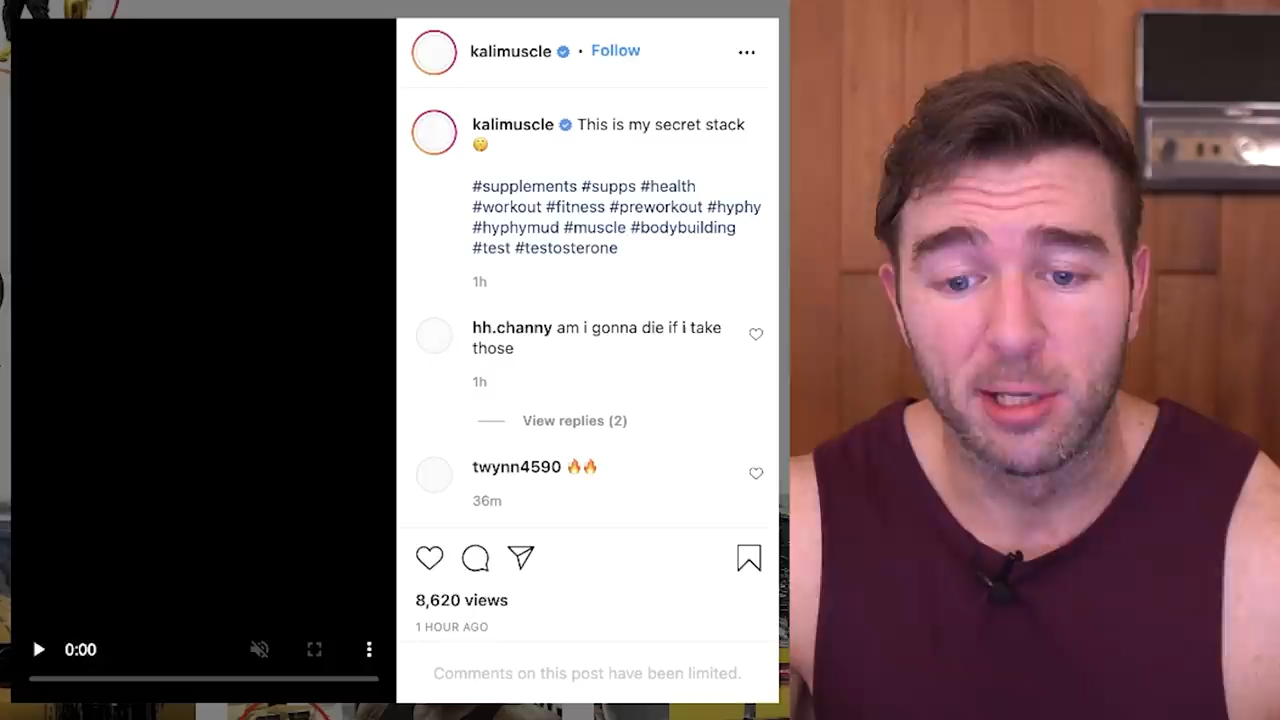 kalimuscle • Follow
kalimuscle This is my secret stack
🤫
#supplements #supps #health
#workout #fitness #preworkout #hyphy
#hyphymud #muscle #bodybuilding
#test #testosterone
1h
hh.channy am i gonna die if i take
those
1h
View replies (2)
twynn4590 🔥🔥
36m
8,620 views
1 HOUR AGO
0:00
Comments on this post have been limited.